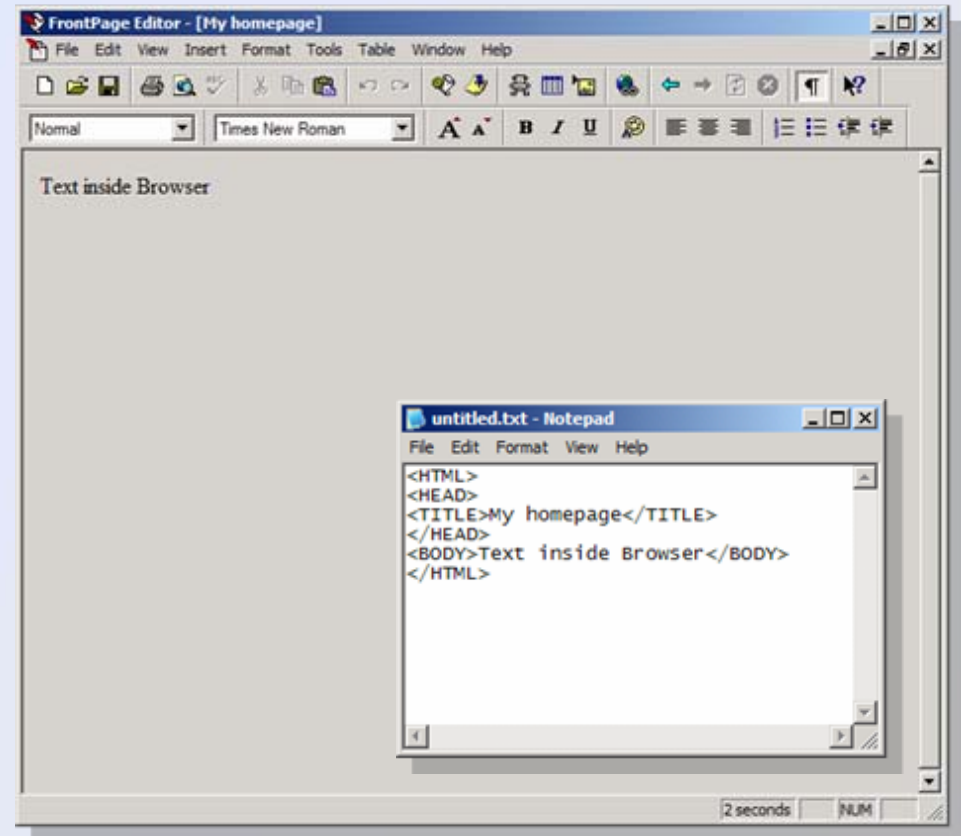 FrontPage Editor - [My homepage]
File Edit View Insert Format Tools Table Window Help
Normal Times New Roman A A B I U
Text inside Browser
untitled.txt - Notepad
File Edit Format View Help
<HTML>
<HEAD>
<TITLE>My homepage</TITLE>
</HEAD>
<BODY>Text inside Browser</BODY>
</HTML>
2 seconds NUM